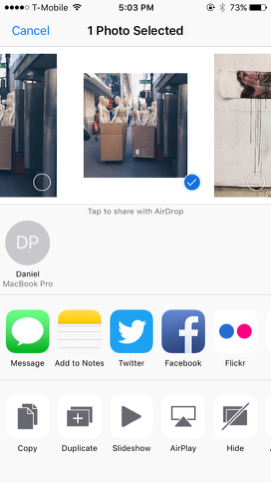 T-Mobile 5:03 PM 73%
Cancel 1 Photo Selected
Tap to share with AirDrop
DP
Daniel
MacBook Pro
Message Add to Notes Twitter Facebook Flickr
Copy Duplicate Slideshow AirPlay Hide